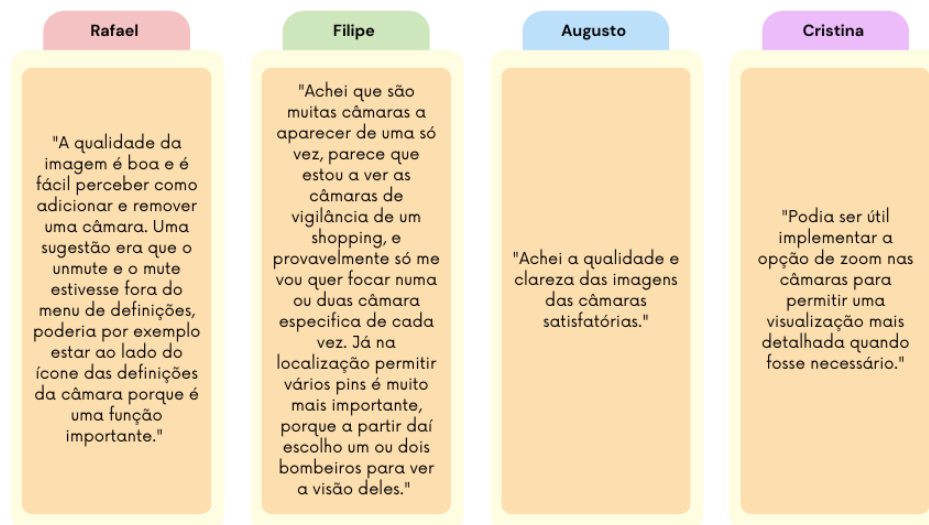 Rafael
"A qualidade da
imagem é boa e é
fácil perceber como
adicionar e remover
uma câmara. Uma
sugestão era que o
unmute e o mute
estivesse fora do
menu de definições,
poderia por exemplo
estar ao lado do
ícone das definições
da câmara porque é
uma função
importante."
Filipe
"Achei que são
muitas câmaras a
aparecer de uma só
vez, parece que
estou a ver as
câmaras de
vigilância de um
shopping, e
provavelmente só me
vou quer focar numa
ou duas câmara
especifica de cada
vez. Já na
localização permitir
vários pins é muito
mais importante,
porque a partir daí
escolho um ou dois
bombeiros para ver
a visão deles."
Augusto
"Achei a qualidade e
clareza das imagens
das câmaras
satisfatórias."
Cristina
"Podia ser útil
implementar a
opção de zoom nas
câmaras para
permitir uma
visualização mais
detalhada quando
fosse necessário."